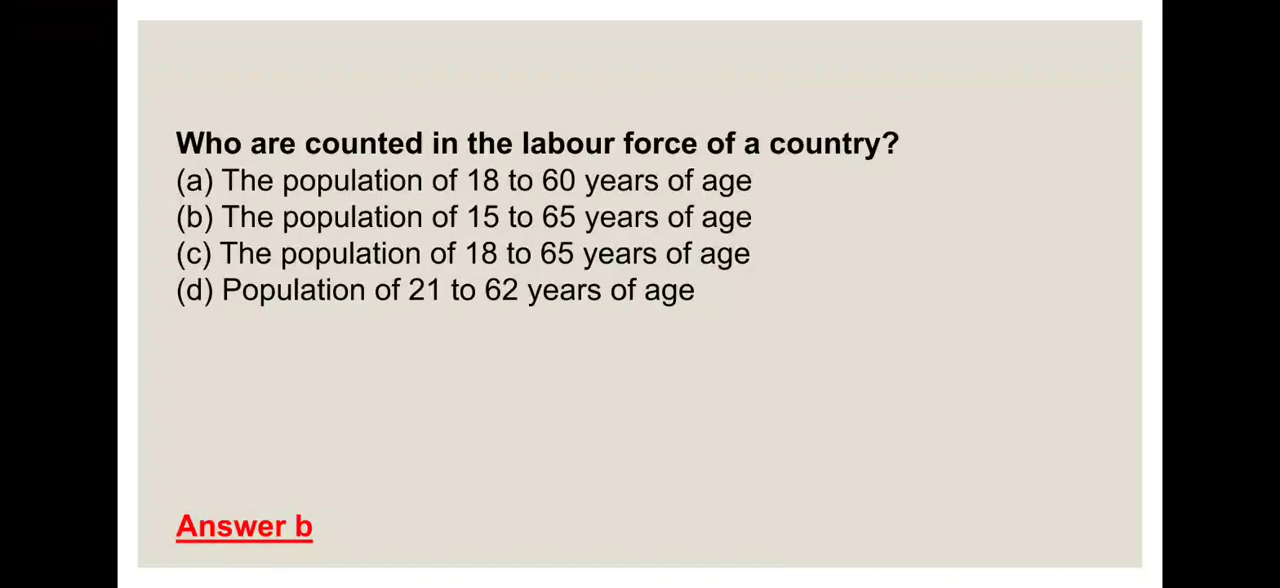 Who are counted in the labour force of a country?
(a) The population of 18 to 60 years of age
(b) The population of 15 to 65 years of age
(c) The population of 18 to 65 years of age
(d) Population of 21 to 62 years of age
Answer b